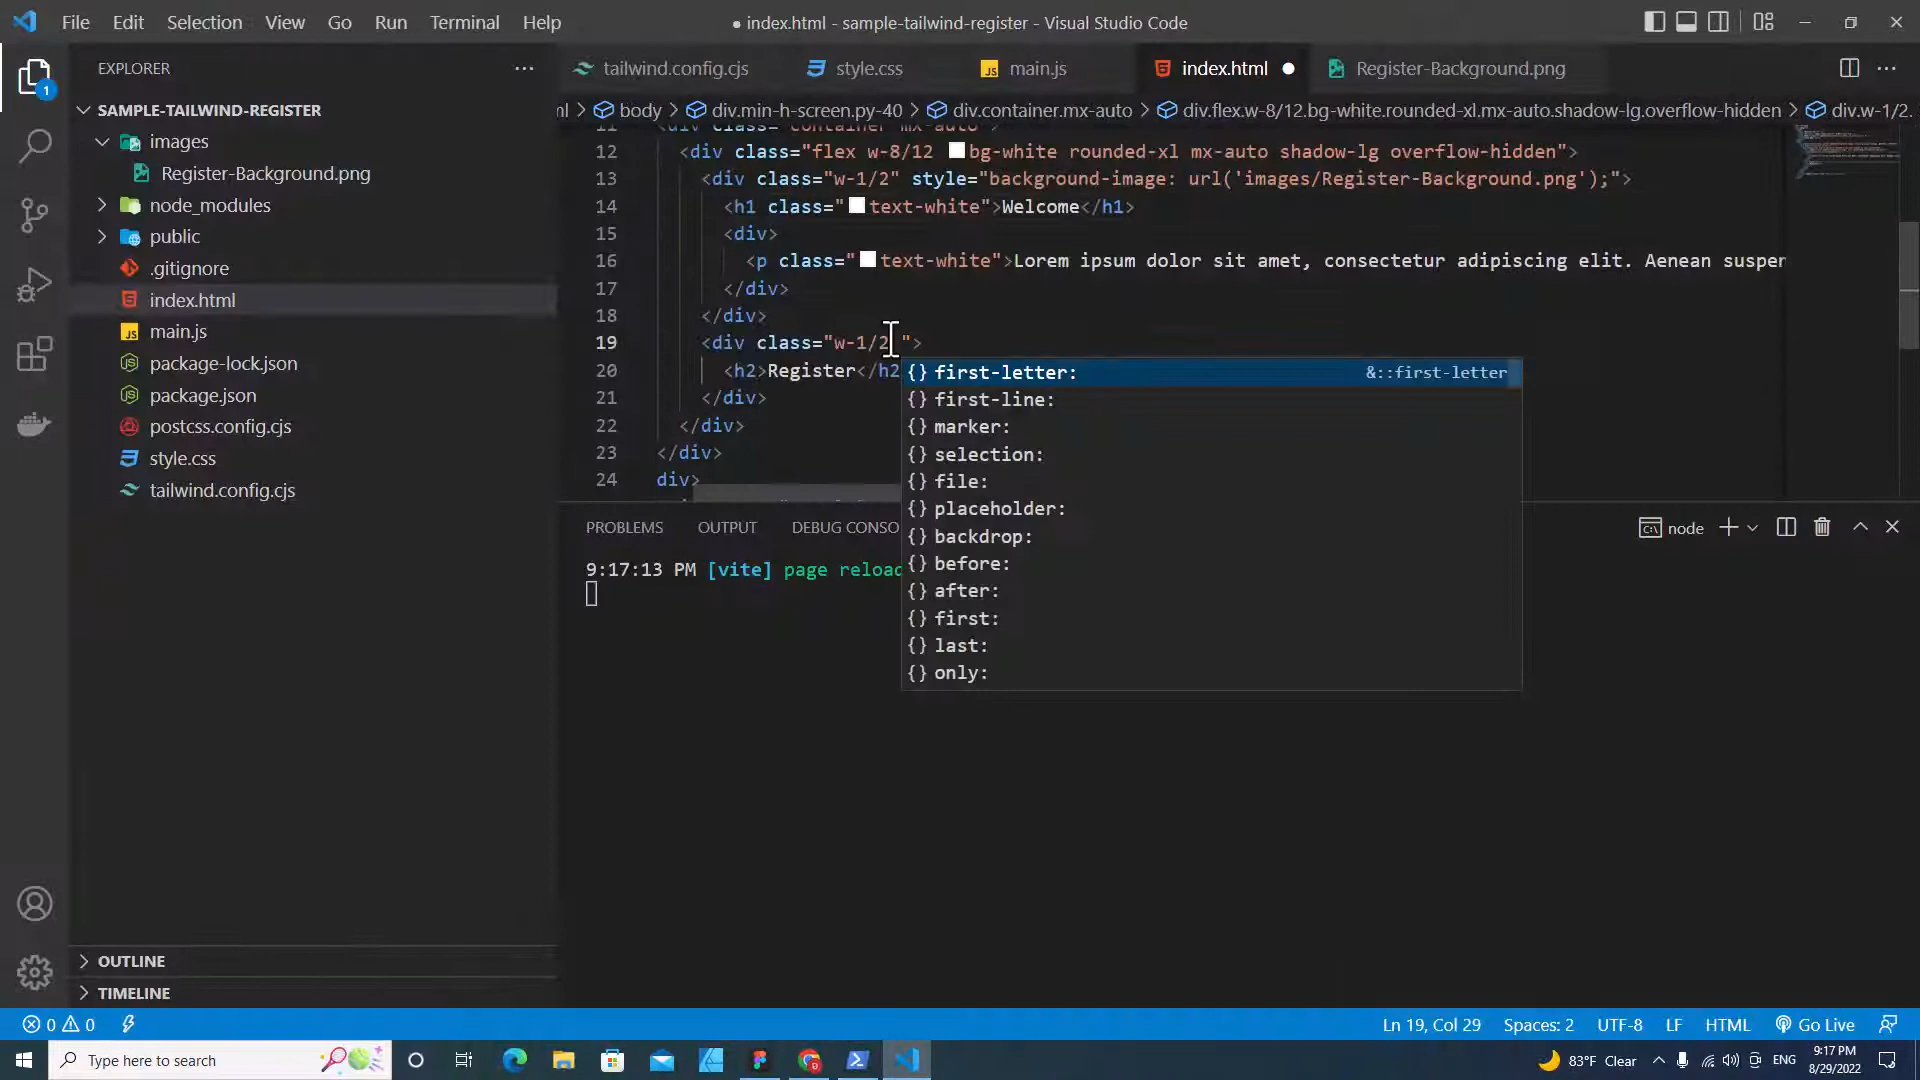 File Edit Selection View Go Run Terminal Help
● index.html - sample-tailwind-register - Visual Studio Code
EXPLORER
1
SAMPLE-TAILWIND-REGISTER
images
Register-Background.png
node_modules
public
.gitignore
index.html
main.js
package-lock.json
package.json
postcss.config.cjs
style.css
tailwind.config.cjs
OUTLINE
TIMELINE
tailwind.config.cjs style.css main.js index.html Register-Background.png
ml > body > div.min-h-screen.py-40 > div.container.mx-auto > div.flex.w-8/12.bg-white.rounded-xl.mx-auto.shadow-lg.overflow-hidden > div.w-1/2.
11 <div class="container mx-auto">
12 <div class="flex w-8/12 bg-white rounded-xl mx-auto shadow-lg overflow-hidden">
13 <div class="w-1/2" style="background-image: url('images/Register-Background.png');">
14 <h1 class="text-white">Welcome</h1>
15 <div>
16 <p class="text-white">Lorem ipsum dolor sit amet, consectetur adipiscing elit. Aenean suspen
17 </div>
18 </div>
19 <div class="w-1/2 ">
20 <h2>Register</h2
21 </div>
22 </div>
23 </div>
24 div>
{} first-letter: &::first-letter
{} first-line:
{} marker:
{} selection:
{} file:
{} placeholder:
{} backdrop:
{} before:
{} after:
{} first:
{} last:
{} only:
PROBLEMS OUTPUT DEBUG CONSO
node
9:17:13 PM [vite] page reload
0 0
Ln 19, Col 29 Spaces: 2 UTF-8 LF HTML Go Live
Type here to search
83°F Clear
ENG
9:17 PM
8/29/2022